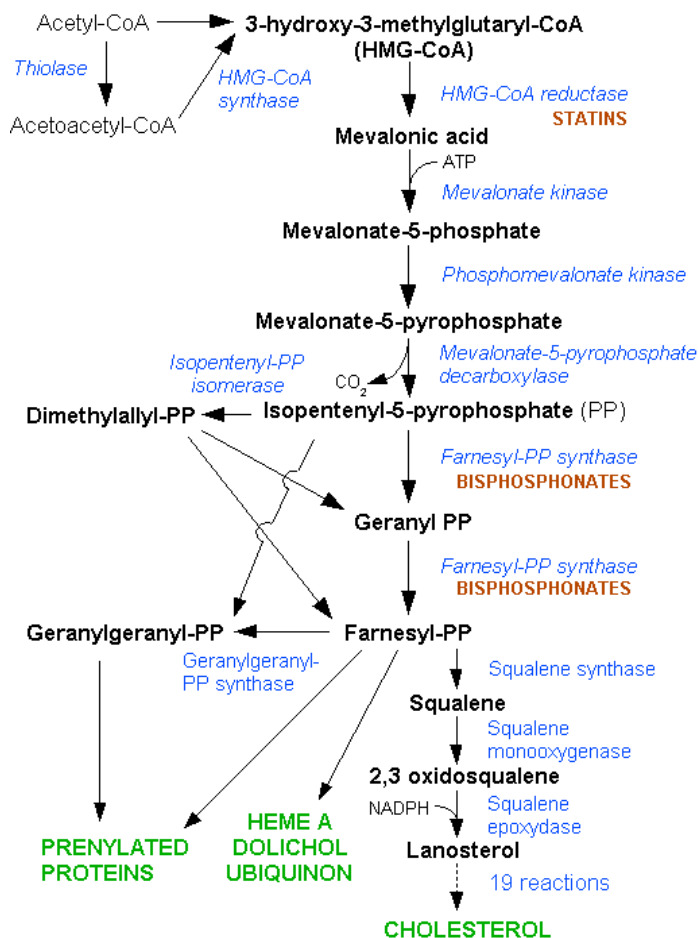 Acetyl-CoA
3-hydroxy-3-methylglutaryl-CoA
(HMG-CoA)
Thiolase
HMG-CoA
synthase
HMG-CoA reductase
STATINS
Acetoacetyl-CoA
Mevalonic acid
ATP
Mevalonate kinase
Mevalonate-5-phosphate
Phosphomevalonate kinase
Mevalonate-5-pyrophosphate
Isopentenyl-PP
isomerase
CO2
Mevalonate-5-pyrophosphate
decarboxylase
Dimethylallyl-PP
Isopentenyl-5-pyrophosphate (PP)
Farnesyl-PP synthase
BISPHOSPHONATES
Geranyl PP
Farnesyl-PP synthase
BISPHOSPHONATES
Geranylgeranyl-PP
Farnesyl-PP
Geranylgeranyl-
PP synthase
Squalene synthase
Squalene
Squalene
monooxygenase
2,3 oxidosqualene
NADPH
Squalene
epoxydase
Lanosterol
PRENYLATED
PROTEINS
HEME A
DOLICHOL
UBIQUINON
19 reactions
CHOLESTEROL